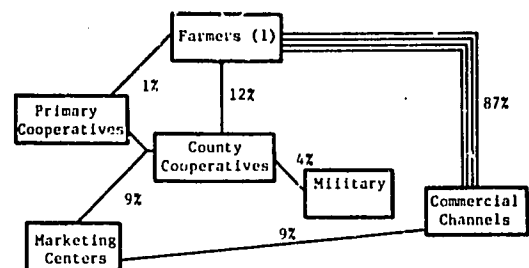 Farmers (1)
1%
12%
87%
Primary
Cooperatives
County
Cooperatives
4%
Military
Commercial
Channels
9%
9%
Marketing
Centers